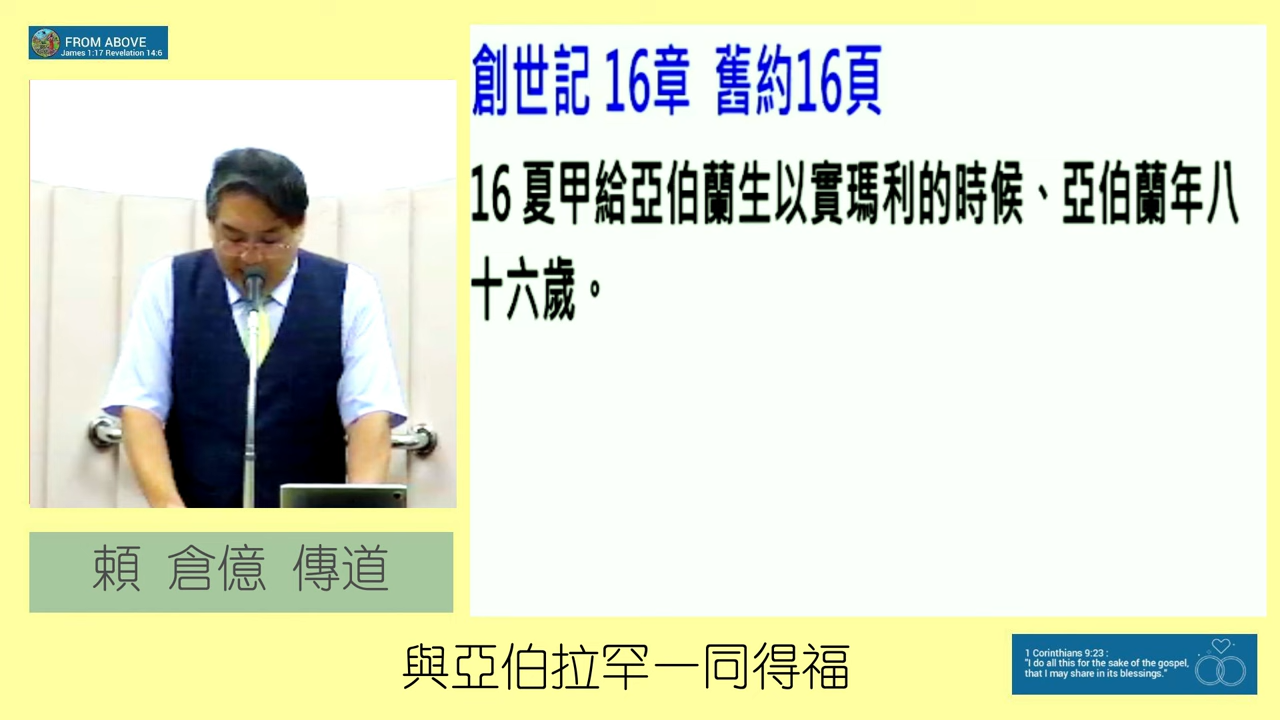 FROM ABOVE
James 1:17 Revelation 14:6
創世記 16章 舊約16頁
16 夏甲給亞伯蘭生以實瑪利的時候、亞伯蘭年八
十六歲。
賴 倉億 傳道
與亞伯拉罕一同得福
1 Corinthians 9:23 :
"I do all this for the sake of the gospel,
that I may share in its blessings."